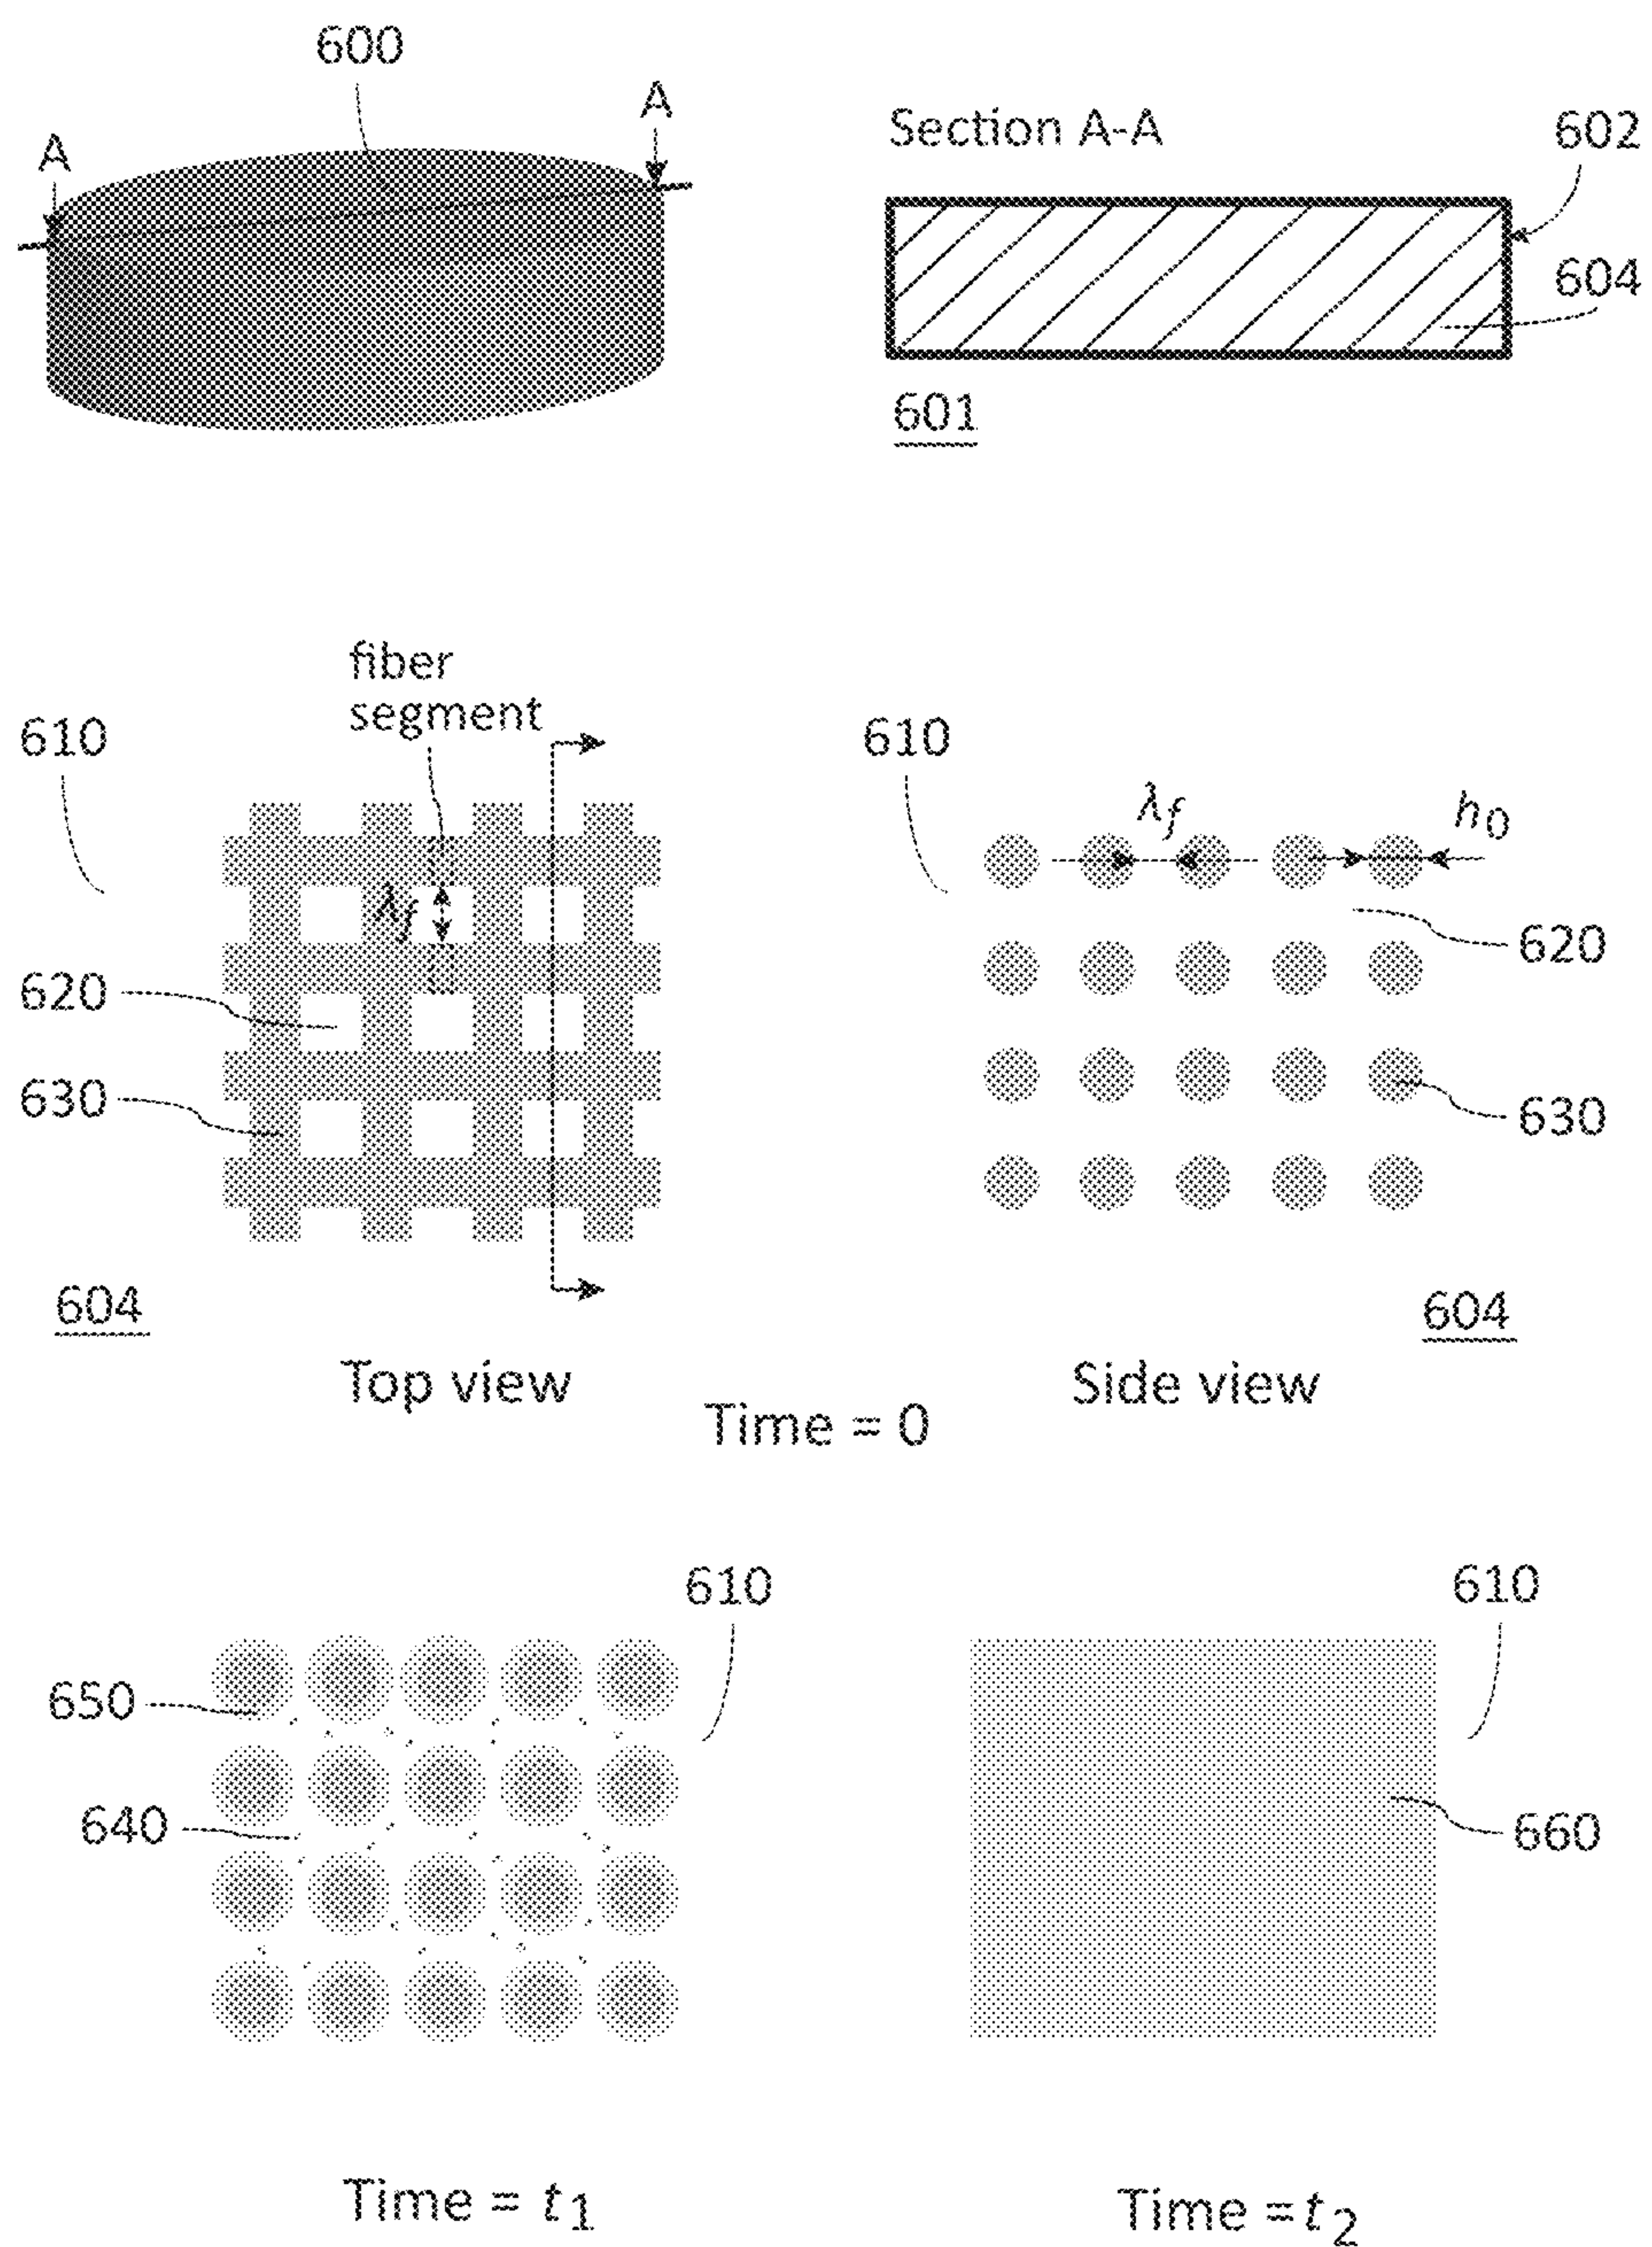 600
A
A
Section A-A
602
604
601
fiber
segment
610
λf
620
630
604
Top view
610
λf
h0
620
630
604
Side view
Time = 0
650
640
610
Time = t1
610
660
Time = t2